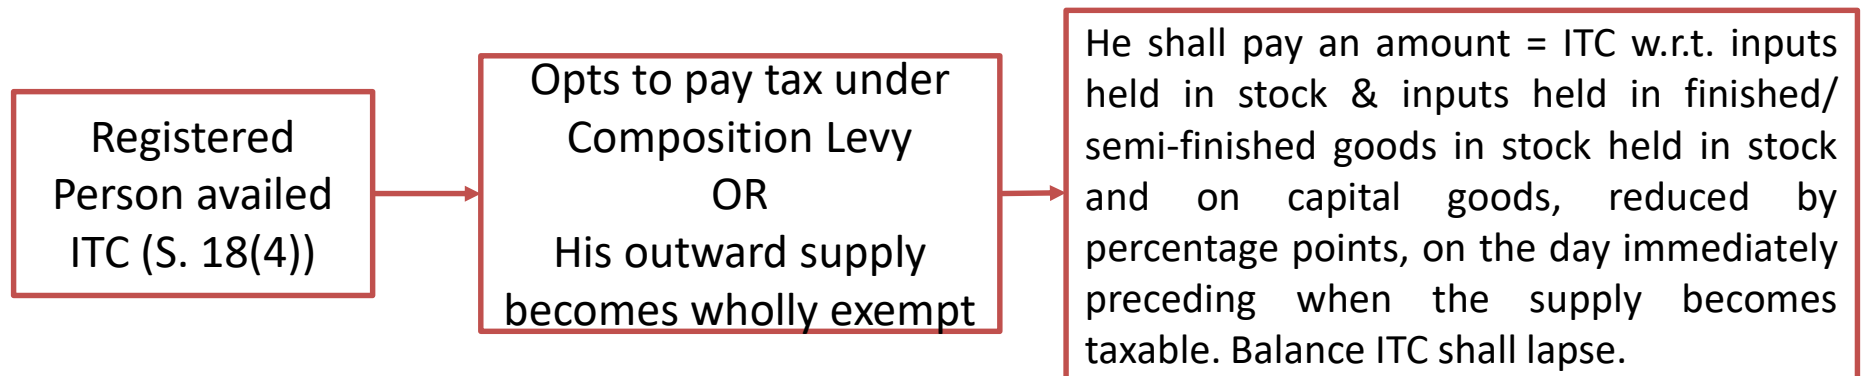 Registered
Person availed
ITC (S. 18(4))
Opts to pay tax under
Composition Levy
OR
His outward supply
becomes wholly exempt
He shall pay an amount = ITC w.r.t. inputs
held in stock & inputs held in finished/
semi-finished goods in stock held in stock
and on capital goods, reduced by
percentage points, on the day immediately
preceding when the supply becomes
taxable. Balance ITC shall lapse.